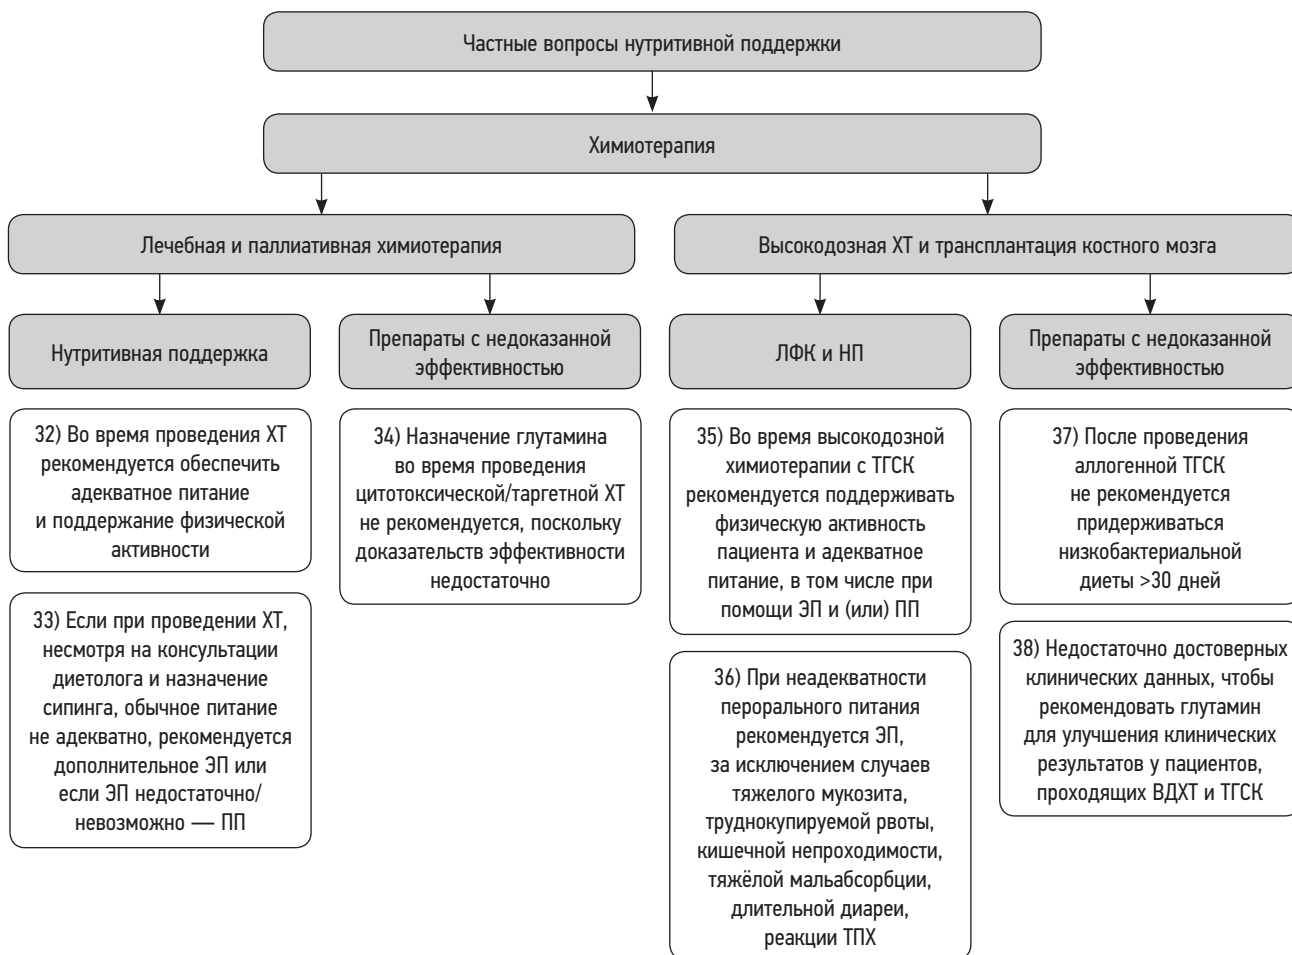 Частные вопросы нутритивной поддержки
Химиотерапия
Лечебная и паллиативная химиотерапия
Высокодозная ХТ и трансплантация костного мозга
Нутритивная поддержка
Препараты с недоказанной
эффективностью
ЛФК и НП
Препараты с недоказанной
эффективностью
32) Во время проведения ХТ
рекомендуется обеспечить
адекватное питание
и поддержание физической
активности
33) Если при проведении ХТ,
несмотря на консультации
диетолога и назначение
сипинга, обычное питание
не адекватно, рекомендуется
дополнительное ЭП или
если ЭП недостаточно/
невозможно — ПП
34) Назначение глутамина
во время проведения
цитотоксической/таргетной ХТ
не рекомендуется, поскольку
доказательств эффективности
недостаточно
35) Во время высокодозной
химиотерапии с ТГСК
рекомендуется поддерживать
физическую активность
пациента и адекватное
питание, в том числе при
помощи ЭП и (или) ПП
36) При неадекватности
перорального питания
рекомендуется ЭП,
за исключением случаев
тяжелого мукозита,
труднокупируемой рвоты,
кишечной непроходимости,
тяжёлой мальабсорбции,
длительной диареи,
реакции ТПХ
37) После проведения
аллогенной ТГСК
не рекомендуется
придерживаться
низкобактериальной
диеты >30 дней
38) Недостаточно достоверных
клинических данных, чтобы
рекомендовать глутамин
для улучшения клинических
результатов у пациентов,
проходящих ВДХТ и ТГСК